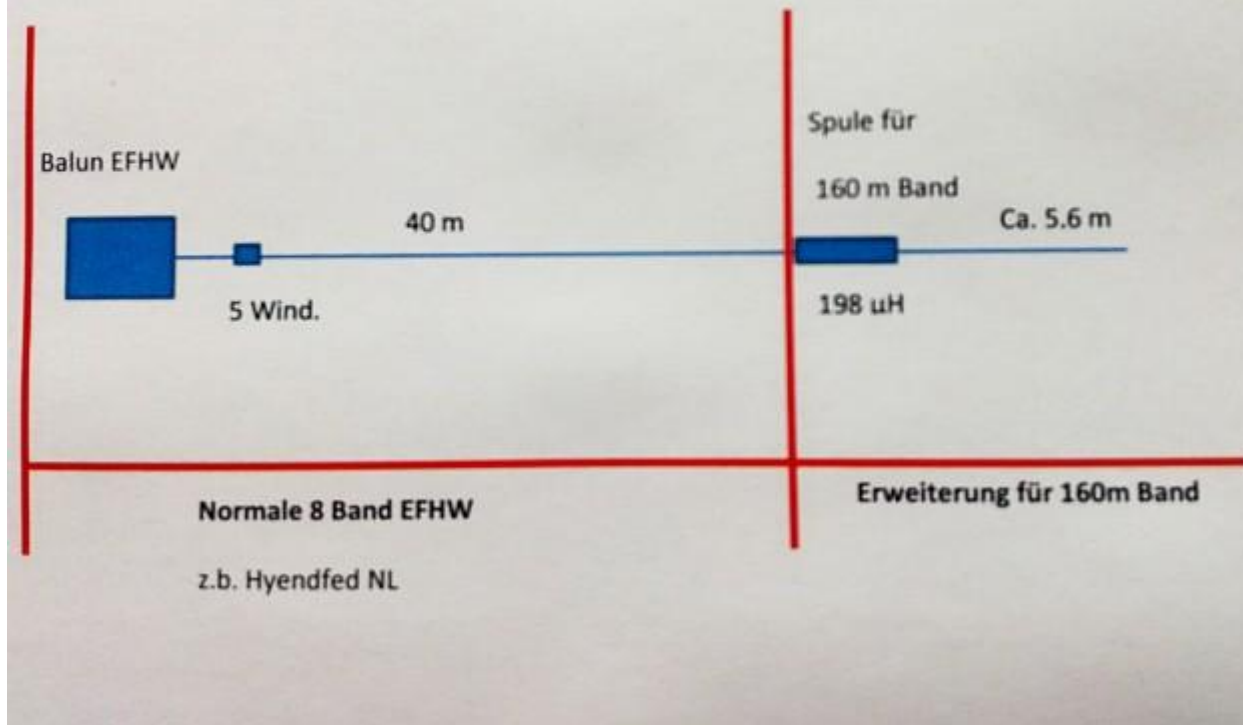 Balun EFHW
40 m
5 Wind.
Spule für
160 m Band
Ca. 5.6 m
198 uH
Normale 8 Band EFHW
z.b. Hyendfed NL
Erweiterung für 160m Band